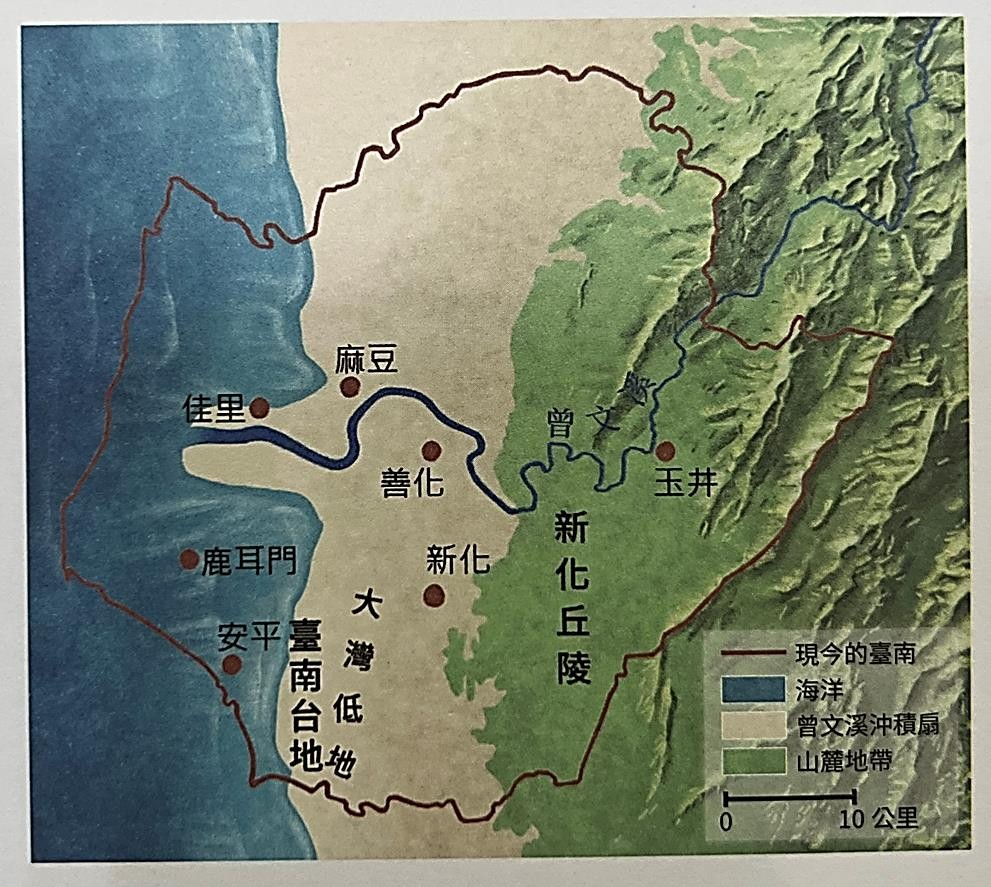 麻豆
佳里
曾文溪
善化
玉井
新化丘陵
鹿耳門
新化
大灣低地
安平
臺南台地
現今的臺南
海洋
曾文溪沖積扇
山麓地帶
0 10 公里